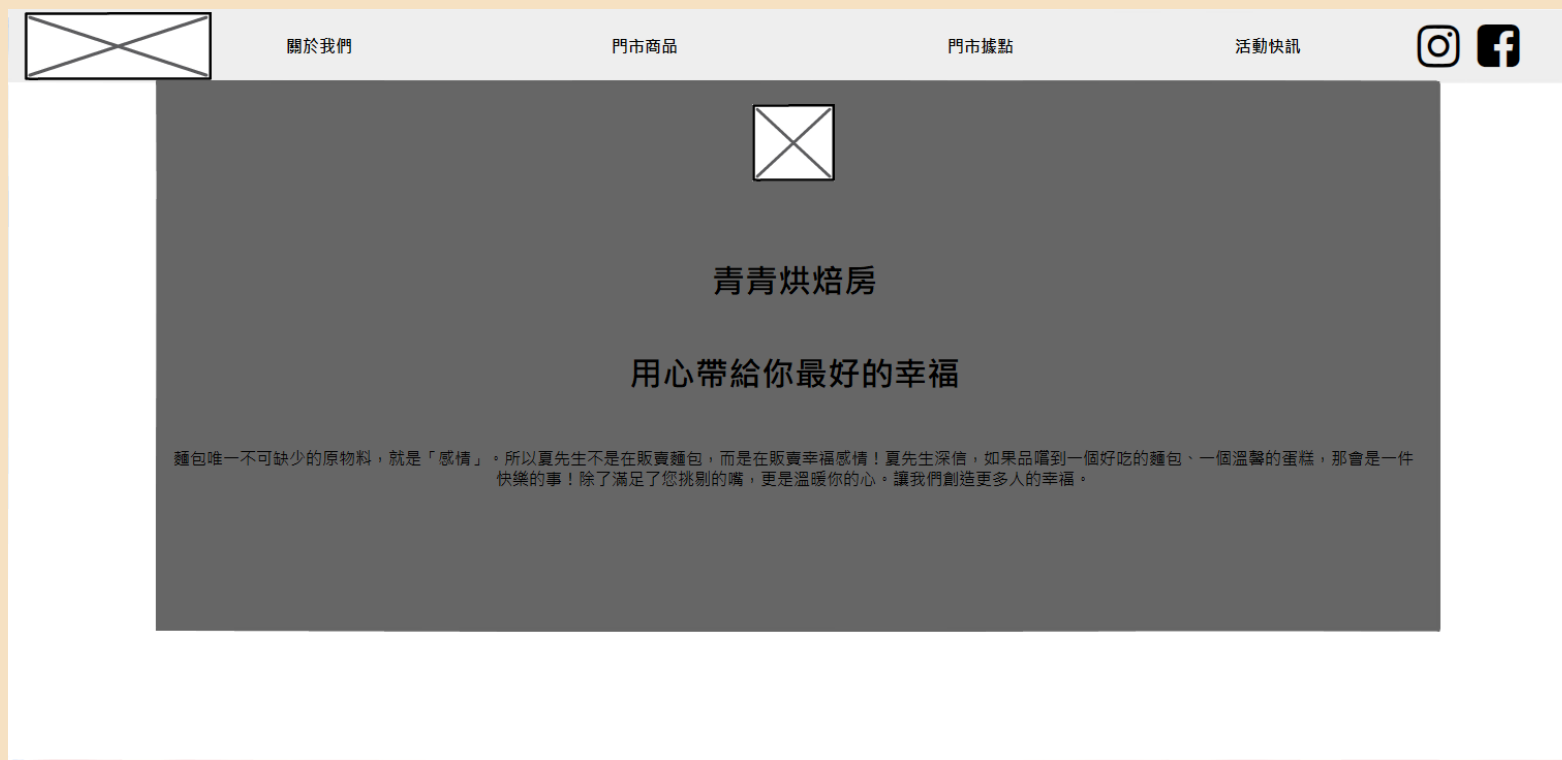 關於我們
門市商品
門市據點
活動快訊
青青烘焙房
用心帶給你最好的幸福
麵包唯一不可缺少的原物料，就是「感情」。所以夏先生不是在販賣麵包，而是在販賣幸福感情！夏先生深信，如果品嚐到一個好吃的麵包、一個溫馨的蛋糕，那會是一件
快樂的事！除了滿足了您挑剔的嘴，更是溫暖你的心。讓我們創造更多人的幸福。